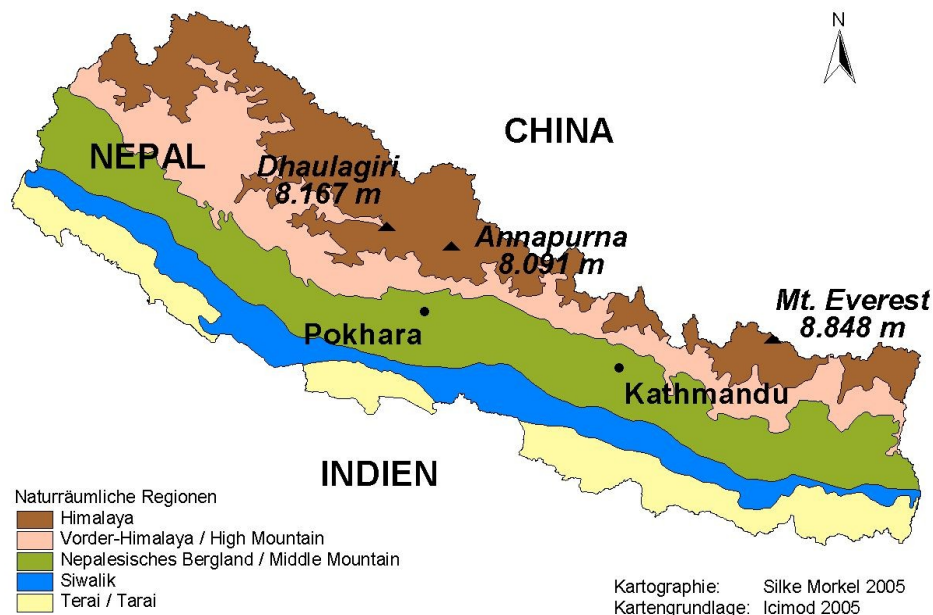 N
CHINA
NEPAL
Dhaulagiri
8.167 m
Annapurna
8.091 m
Mt. Everest
8.848 m
Pokhara
Kathmandu
INDIEN
Naturräumliche Regionen
Himalaya
Vorder-Himalaya / High Mountain
Nepalesisches Bergland / Middle Mountain
Siwalik
Terai / Tarai
Kartographie: Silke Morkel 2005
Kartengrundlage: Icimod 2005